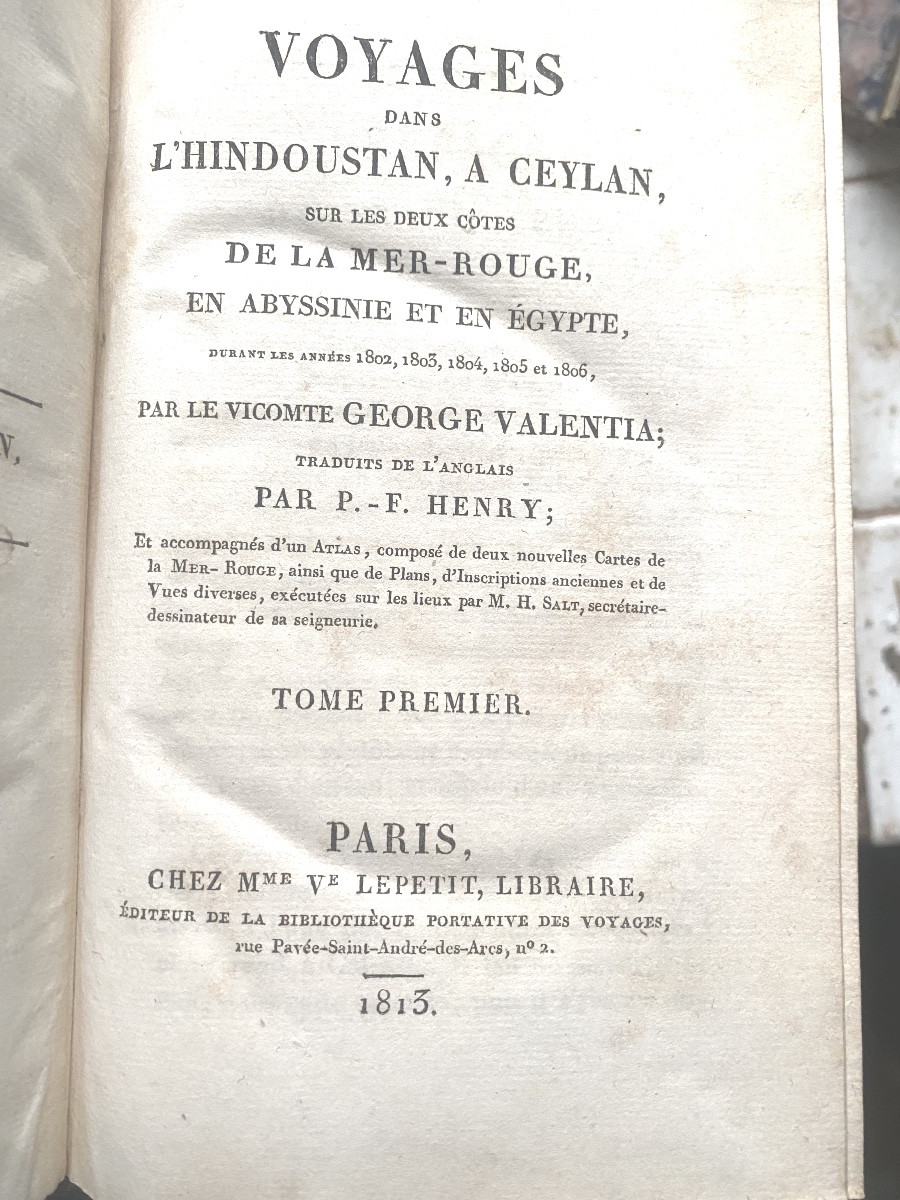 VOYAGES
DANS
L'HINDOUSTAN, A CEYLAN,
SUR LES DEUX CÔTES
DE LA MER-ROUGE,
EN ABYSSINIE ET EN ÉGYPTE,
DURANT LES ANNÉES 1802, 1803, 1804, 1805 et 1806,
PAR LE VICOMTE GEORGE VALENTIA;
TRADUITS DE L'ANGLAIS
PAR P.-F. HENRY;
Et accompagnés d'un ATLAS, composé de deux nouvelles Cartes de
la MER-ROUGE, ainsi que de Plans, d'Inscriptions anciennes et de
Vues diverses, exécutées sur les lieux par M. H. SALT, secrétaire-
dessinateur de sa seigneurie.
TOME PREMIER.
PARIS,
CHEZ MME VE LEPETIT, LIBRAIRE,
ÉDITEUR DE LA BIBLIOTHÈQUE PORTATIVE DES VOYAGES,
rue Pavée-Saint-André-des-Arcs, nº 2.
1813.